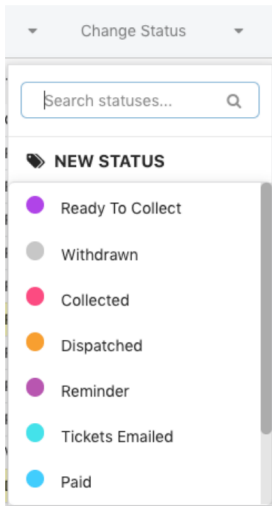 Change Status
Search statuses...
NEW STATUS
Ready To Collect
Withdrawn
Collected
Dispatched
Reminder
Tickets Emailed
Paid